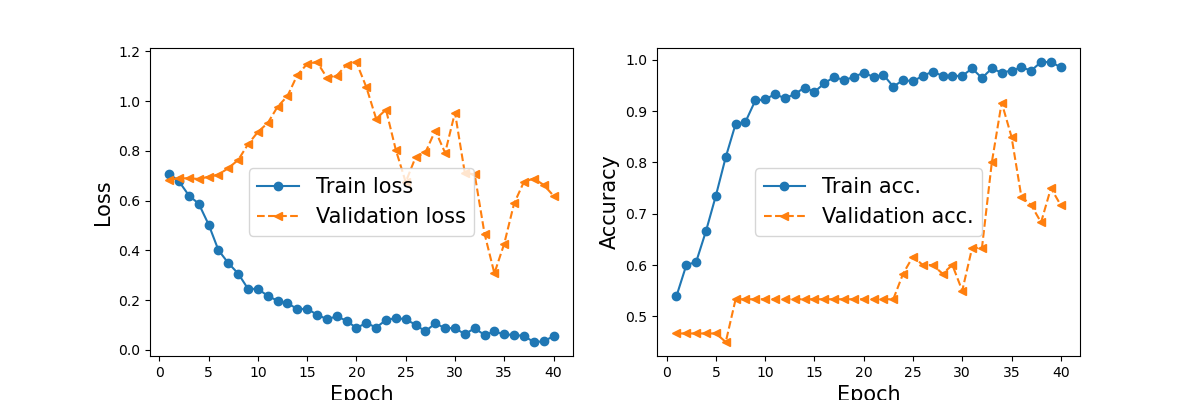 1.2
1.0
0.8
0.6
0.4
0.2
0.0
Loss
Train loss
Validation loss
0 5 10 15 20 25 30 35 40
Epoch
1.0
0.9
0.8
0.7
0.6
0.5
Accuracy
Train acc.
Validation acc.
0 5 10 15 20 25 30 35 40
Epoch